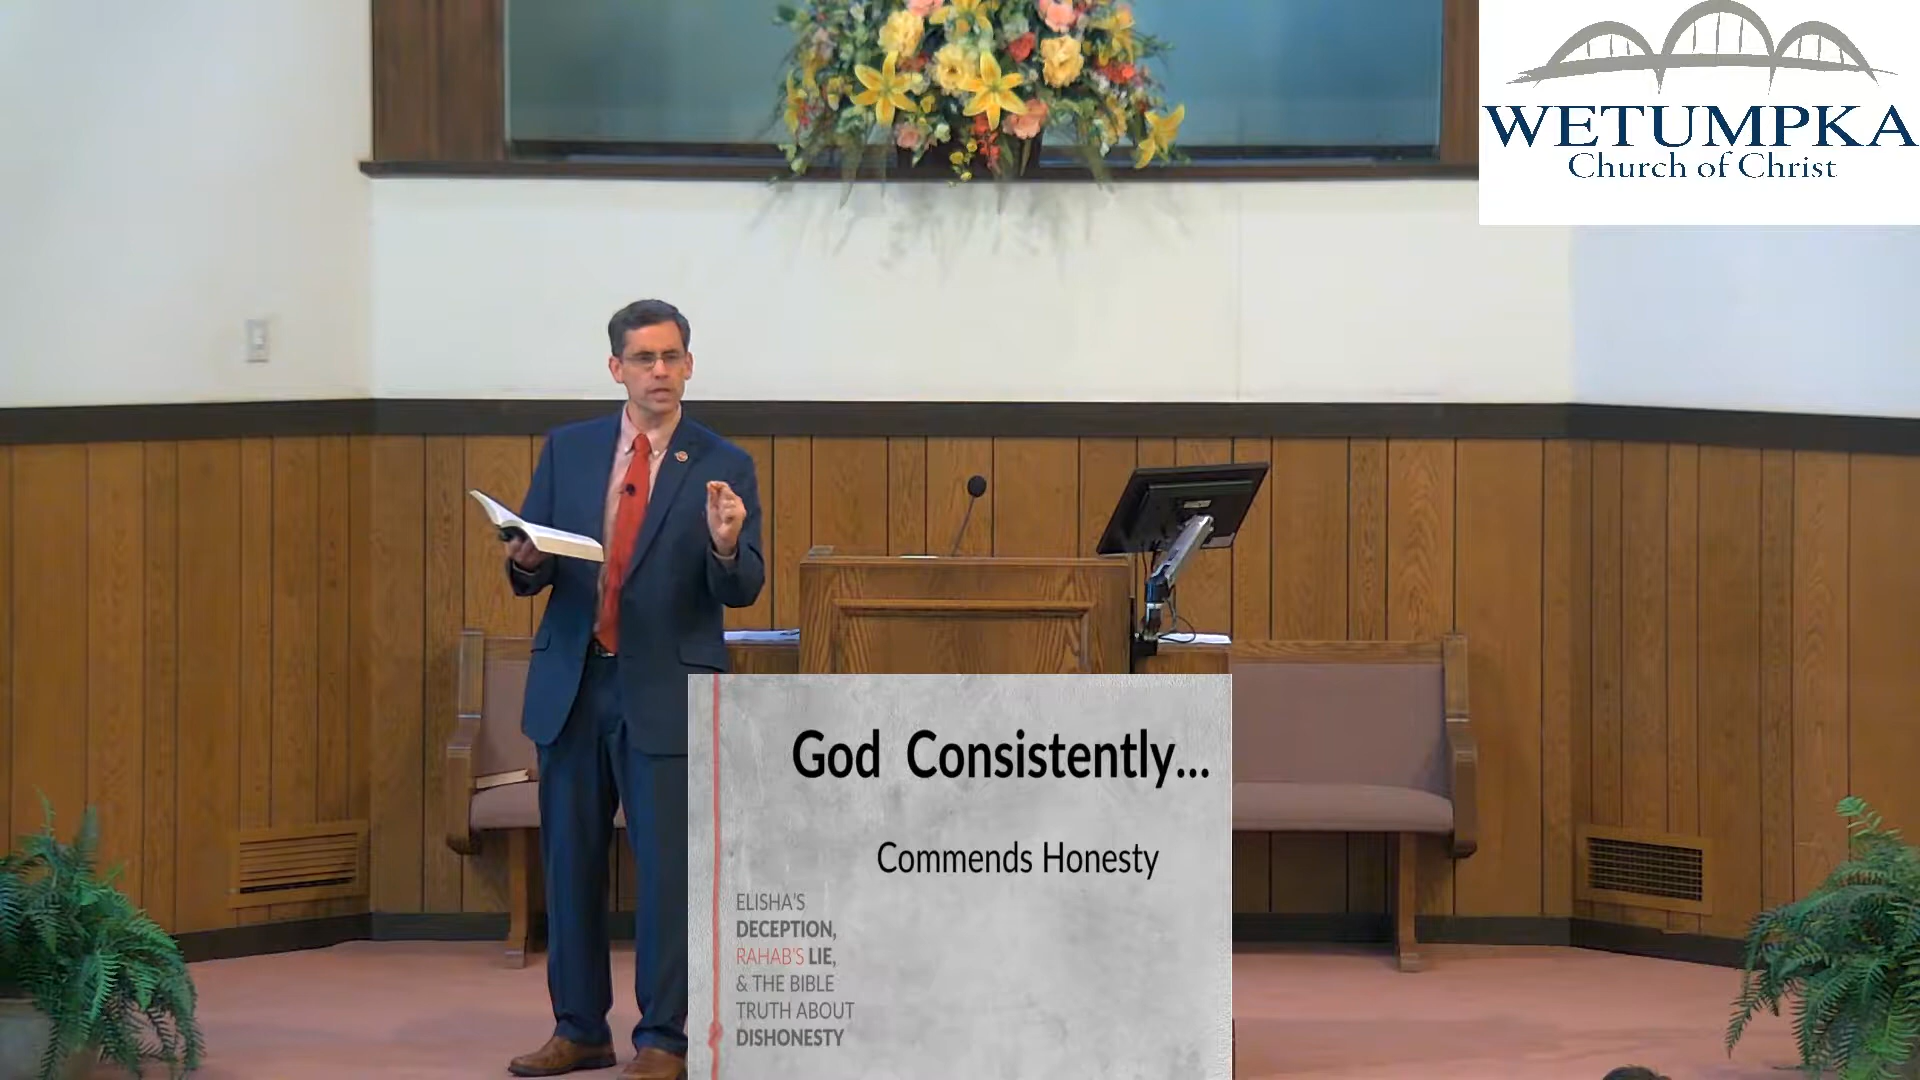 WETUMPKA
Church of Christ
God Consistently...
Commends Honesty
ELISHA'S
DECEPTION,
RAHAB'S LIE,
& THE BIBLE
TRUTH ABOUT
DISHONESTY